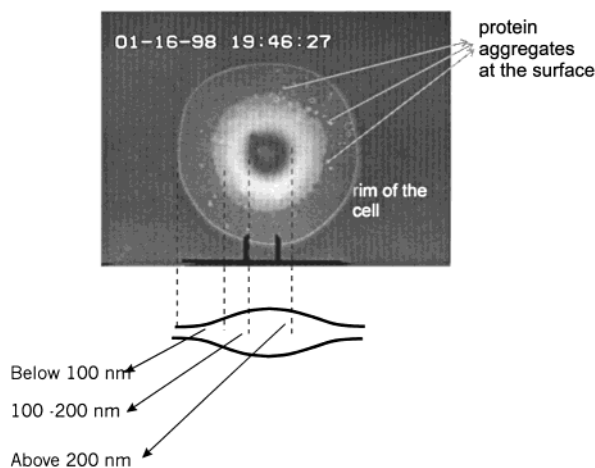 protein
aggregates
at the surface
01-16-98 19:46:27
rim of the
cell
Below 100 nm
100 -200 nm
Above 200 nm